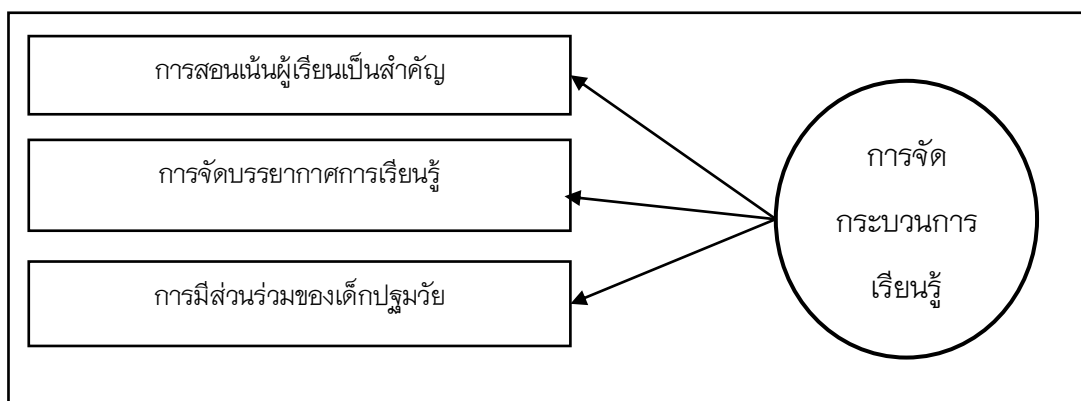 การสอนเน้นผู้เรียนเป็นสำคัญ
การจัดบรรยากาศการเรียนรู้
การมีส่วนร่วมของเด็กปฐมวัย
การจัด
กระบวนการ
เรียนรู้